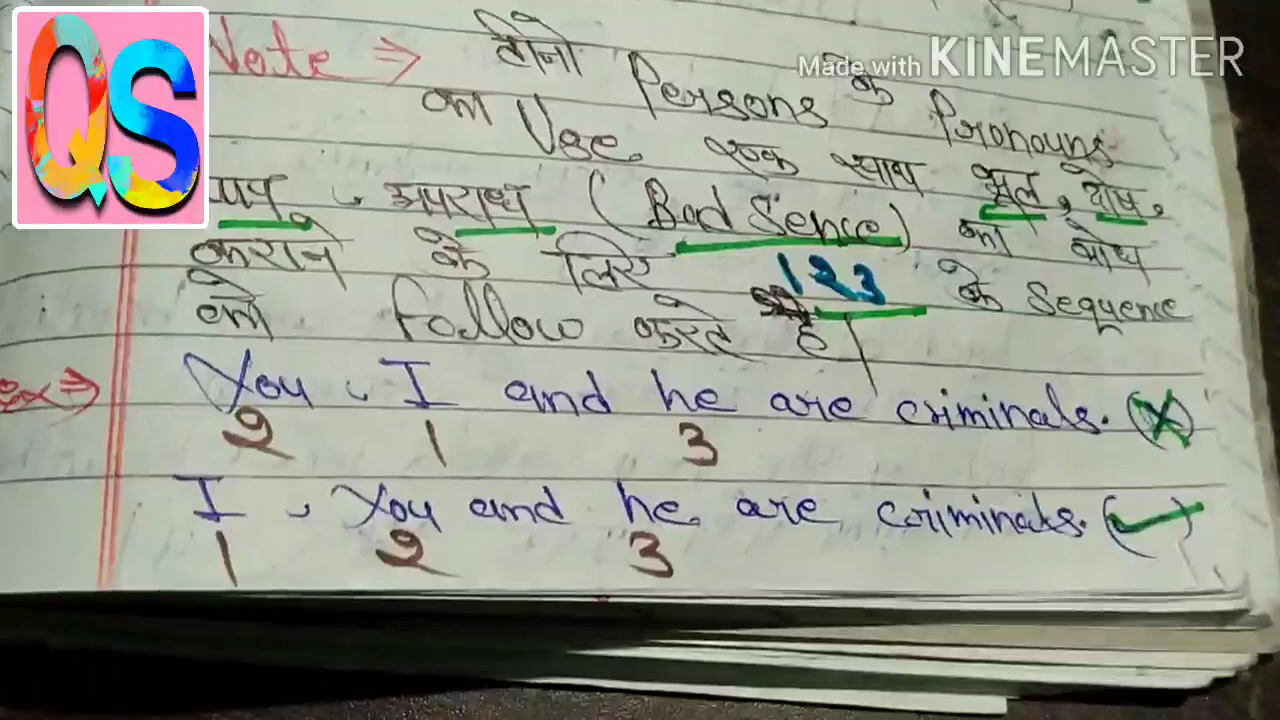 QS
Made with KINEMASTER
Note ⇒ तीनो Persons के Pronouns
का Use एक साथ भूल, दोष,
पाप, अपराध (Bad Sence) का बोध
कराने के लिए 123 के Sequence
को follow करते है|
Ex ⇒ You, I and he are criminals. (X)
2 1 3
I, You and he are criminals. (✓)
1 2 3